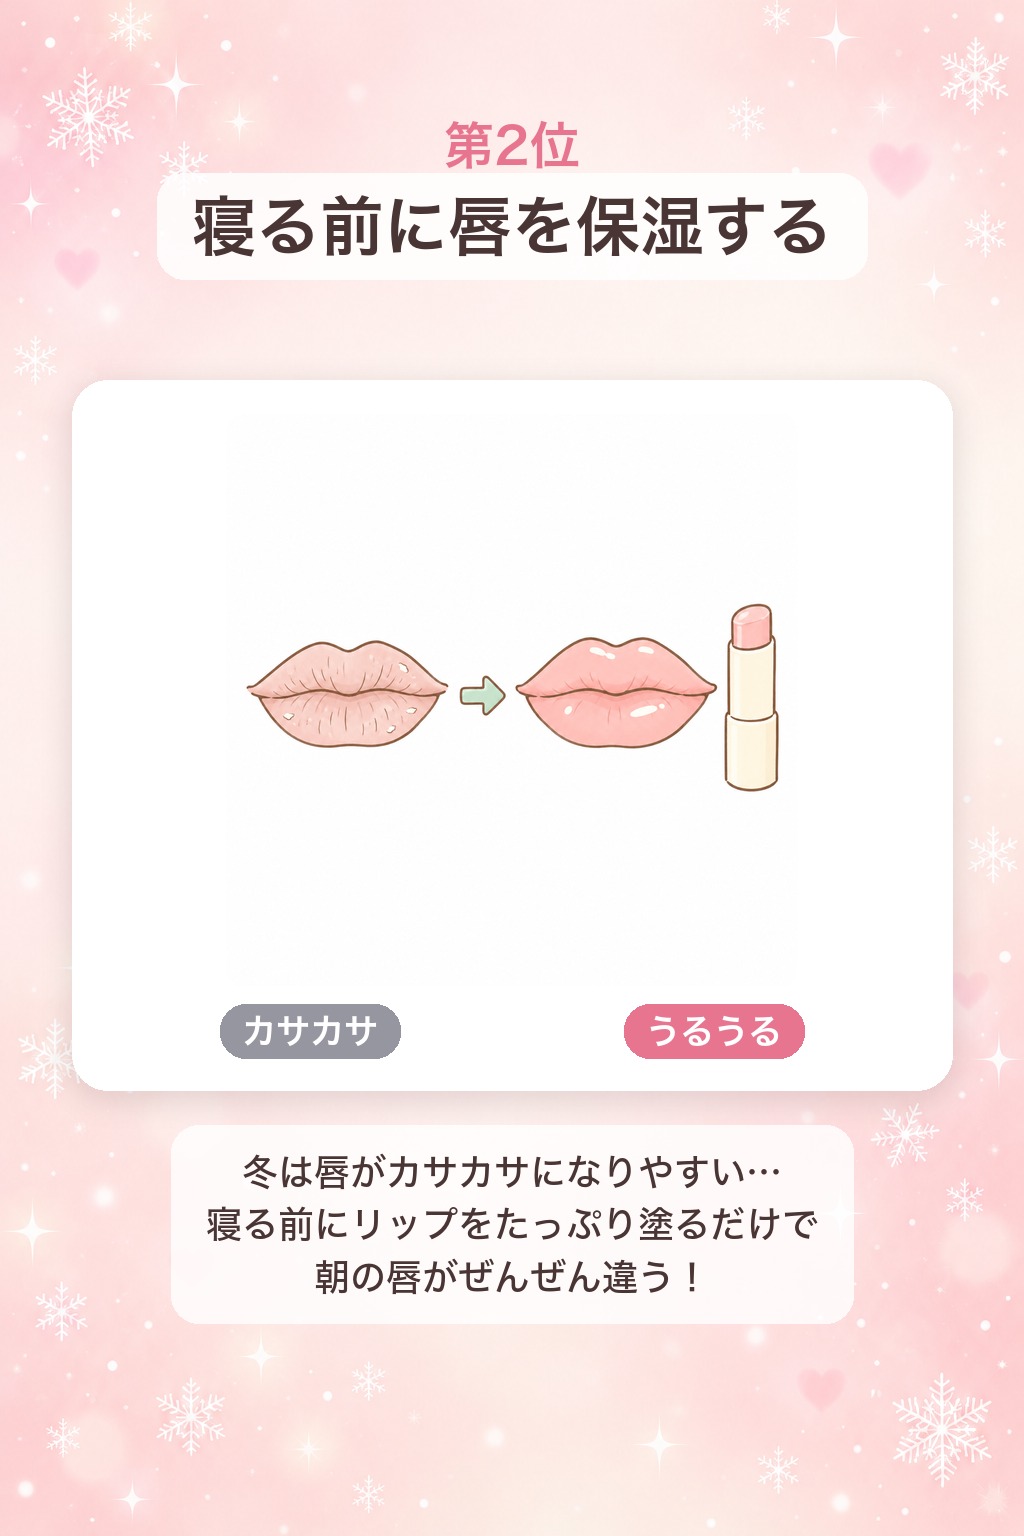 第2位
寝る前に唇を保湿する
カサカサ
うるうる
冬は唇がカサカサになりやすい…
寝る前にリップをたっぷり塗るだけで
朝の唇がぜんぜん違う！